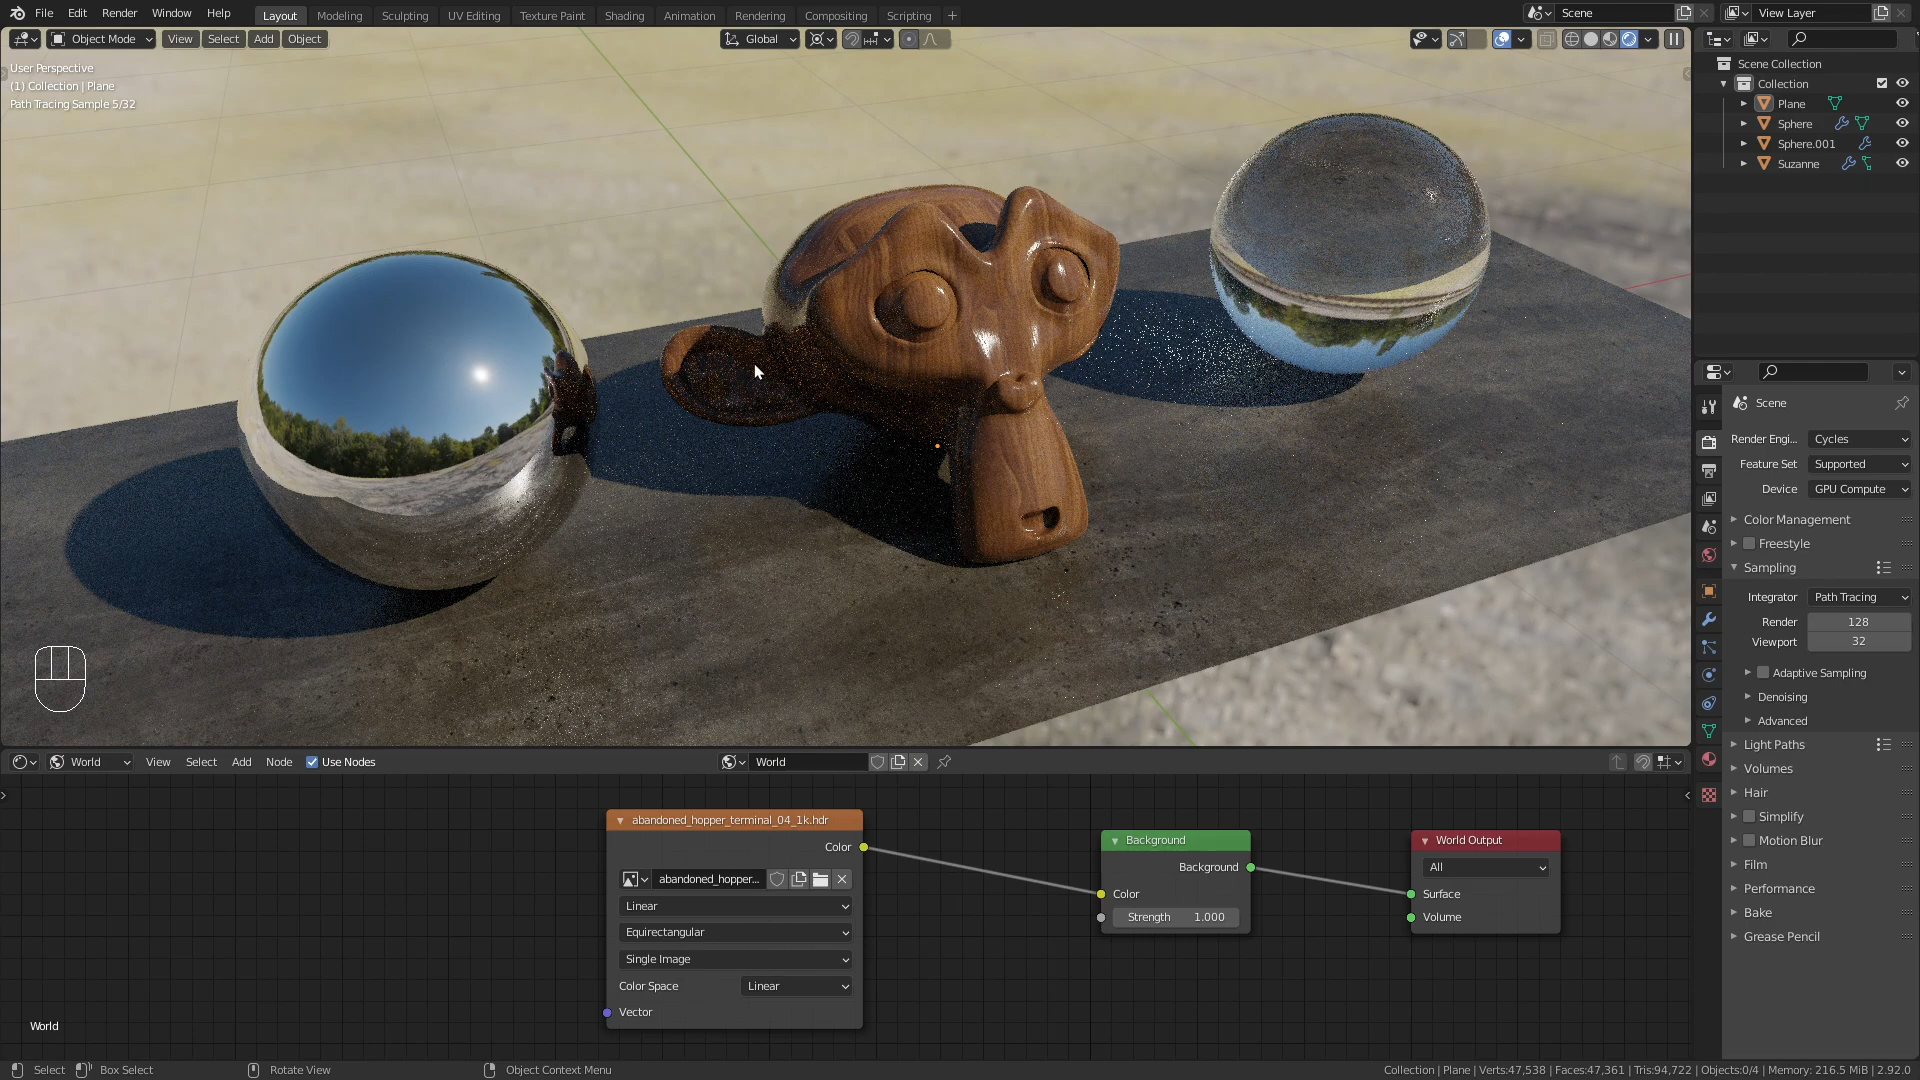 File Edit Render Window Help Layout Modeling Sculpting UV Editing Texture Paint Shading Animation Rendering Compositing Scripting + Scene View Layer
Object Mode View Select Add Object Global
User Perspective
(1) Collection | Plane
Path Tracing Sample 5/32
Scene Collection
Collection
Plane
Sphere
Sphere.001
Suzanne
Scene
Render Engi... Cycles
Feature Set Supported
Device GPU Compute
Color Management
Freestyle
Sampling
Integrator Path Tracing
Render 128
Viewport 32
Adaptive Sampling
Denoising
Advanced
Light Paths
Volumes
Hair
Simplify
Motion Blur
Film
Performance
Bake
Grease Pencil
World View Select Add Node Use Nodes World
abandoned_hopper_terminal_04_1k.hdr
Color
abandoned_hopper...
Linear
Equirectangular
Single Image
Color Space Linear
Vector
Background
Background
Color
Strength 1.000
World Output
All
Surface
Volume
World
Select Box Select Rotate View Object Context Menu Collection | Plane | Verts:47,538 | Faces:47,361 | Tris:94,722 | Objects:0/4 | Memory: 216.5 MiB | 2.92.0